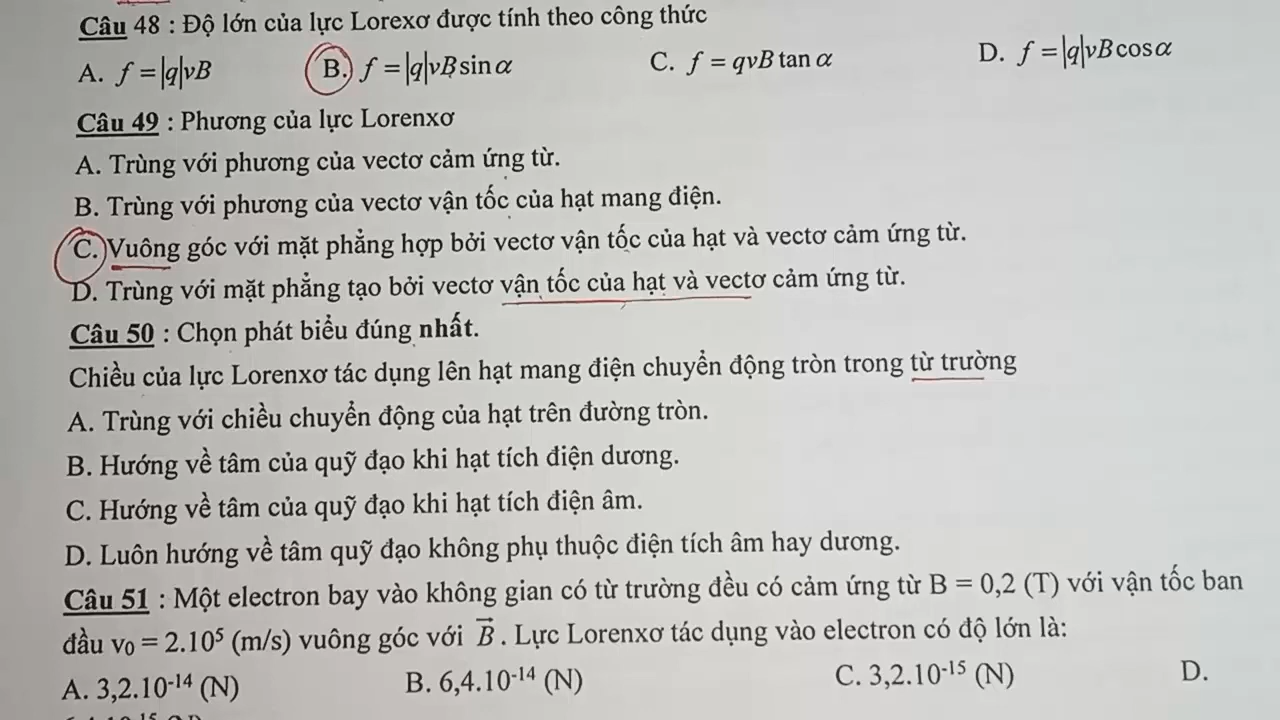 Câu 48 : Độ lớn của lực Lorexơ được tính theo công thức
A. f = |q|vB B. f = |q|vB sin α C. f = qvB tan α D. f = |q|vB cos α
Câu 49 : Phương của lực Lorenxơ
A. Trùng với phương của vectơ cảm ứng từ.
B. Trùng với phương của vectơ vận tốc của hạt mang điện.
C. Vuông góc với mặt phẳng hợp bởi vectơ vận tốc của hạt và vectơ cảm ứng từ.
D. Trùng với mặt phẳng tạo bởi vectơ vận tốc của hạt và vectơ cảm ứng từ.
Câu 50 : Chọn phát biểu đúng nhất.
Chiều của lực Lorenxơ tác dụng lên hạt mang điện chuyển động tròn trong từ trường
A. Trùng với chiều chuyển động của hạt trên đường tròn.
B. Hướng về tâm của quỹ đạo khi hạt tích điện dương.
C. Hướng về tâm của quỹ đạo khi hạt tích điện âm.
D. Luôn hướng về tâm quỹ đạo không phụ thuộc điện tích âm hay dương.
Câu 51 : Một electron bay vào không gian có từ trường đều có cảm ứng từ B = 0,2 (T) với vận tốc ban
đầu v₀ = 2.10⁵ (m/s) vuông góc với B⃗. Lực Lorenxơ tác dụng vào electron có độ lớn là:
A. 3,2.10⁻¹⁴ (N) B. 6,4.10⁻¹⁴ (N) C. 3,2.10⁻¹⁵ (N) D.